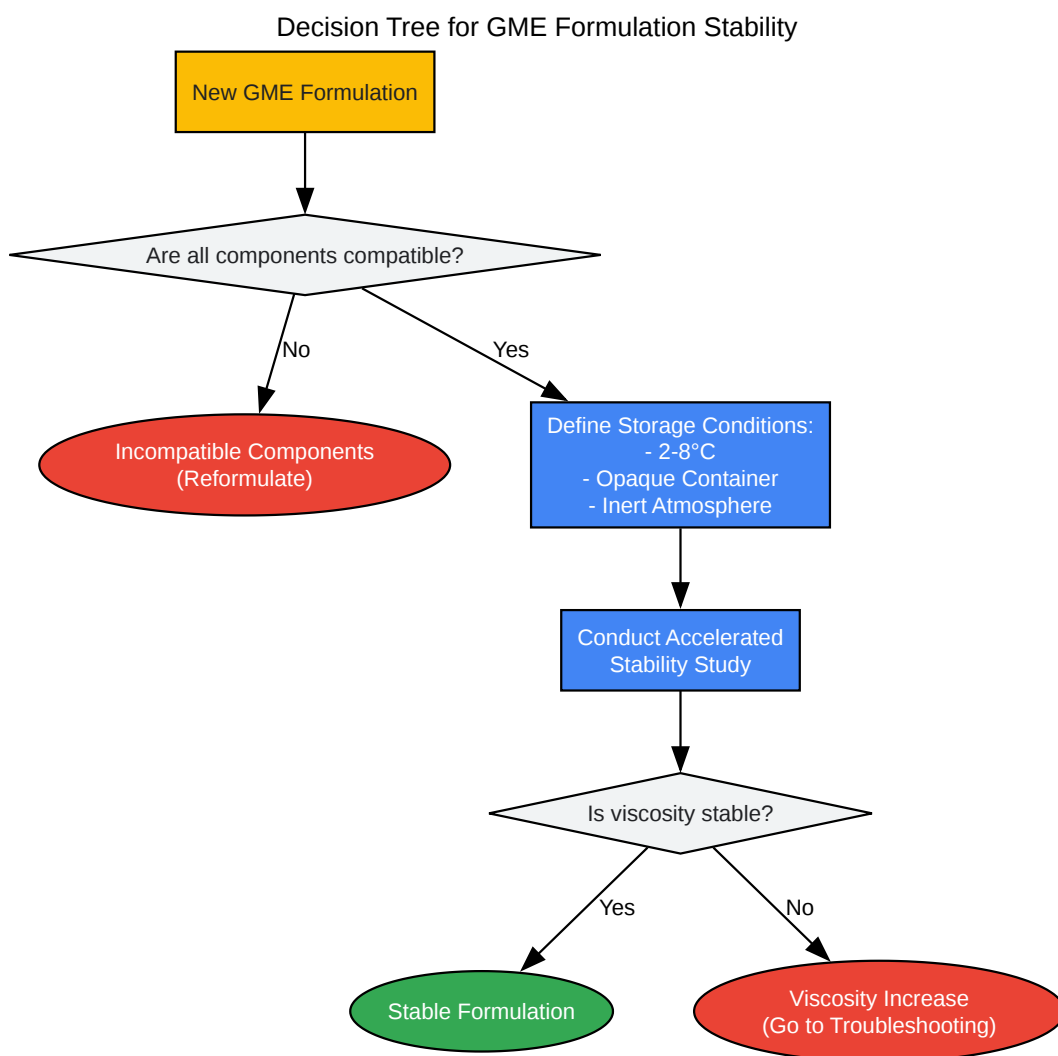 Decision Tree for GME Formulation Stability
New GME Formulation
Are all components compatible?
No
Yes
Incompatible Components
(Reformulate)
Define Storage Conditions:
- 2-8°C
- Opaque Container
- Inert Atmosphere
Conduct Accelerated
Stability Study
Is viscosity stable?
Yes
No
Stable Formulation
Viscosity Increase
(Go to Troubleshooting)